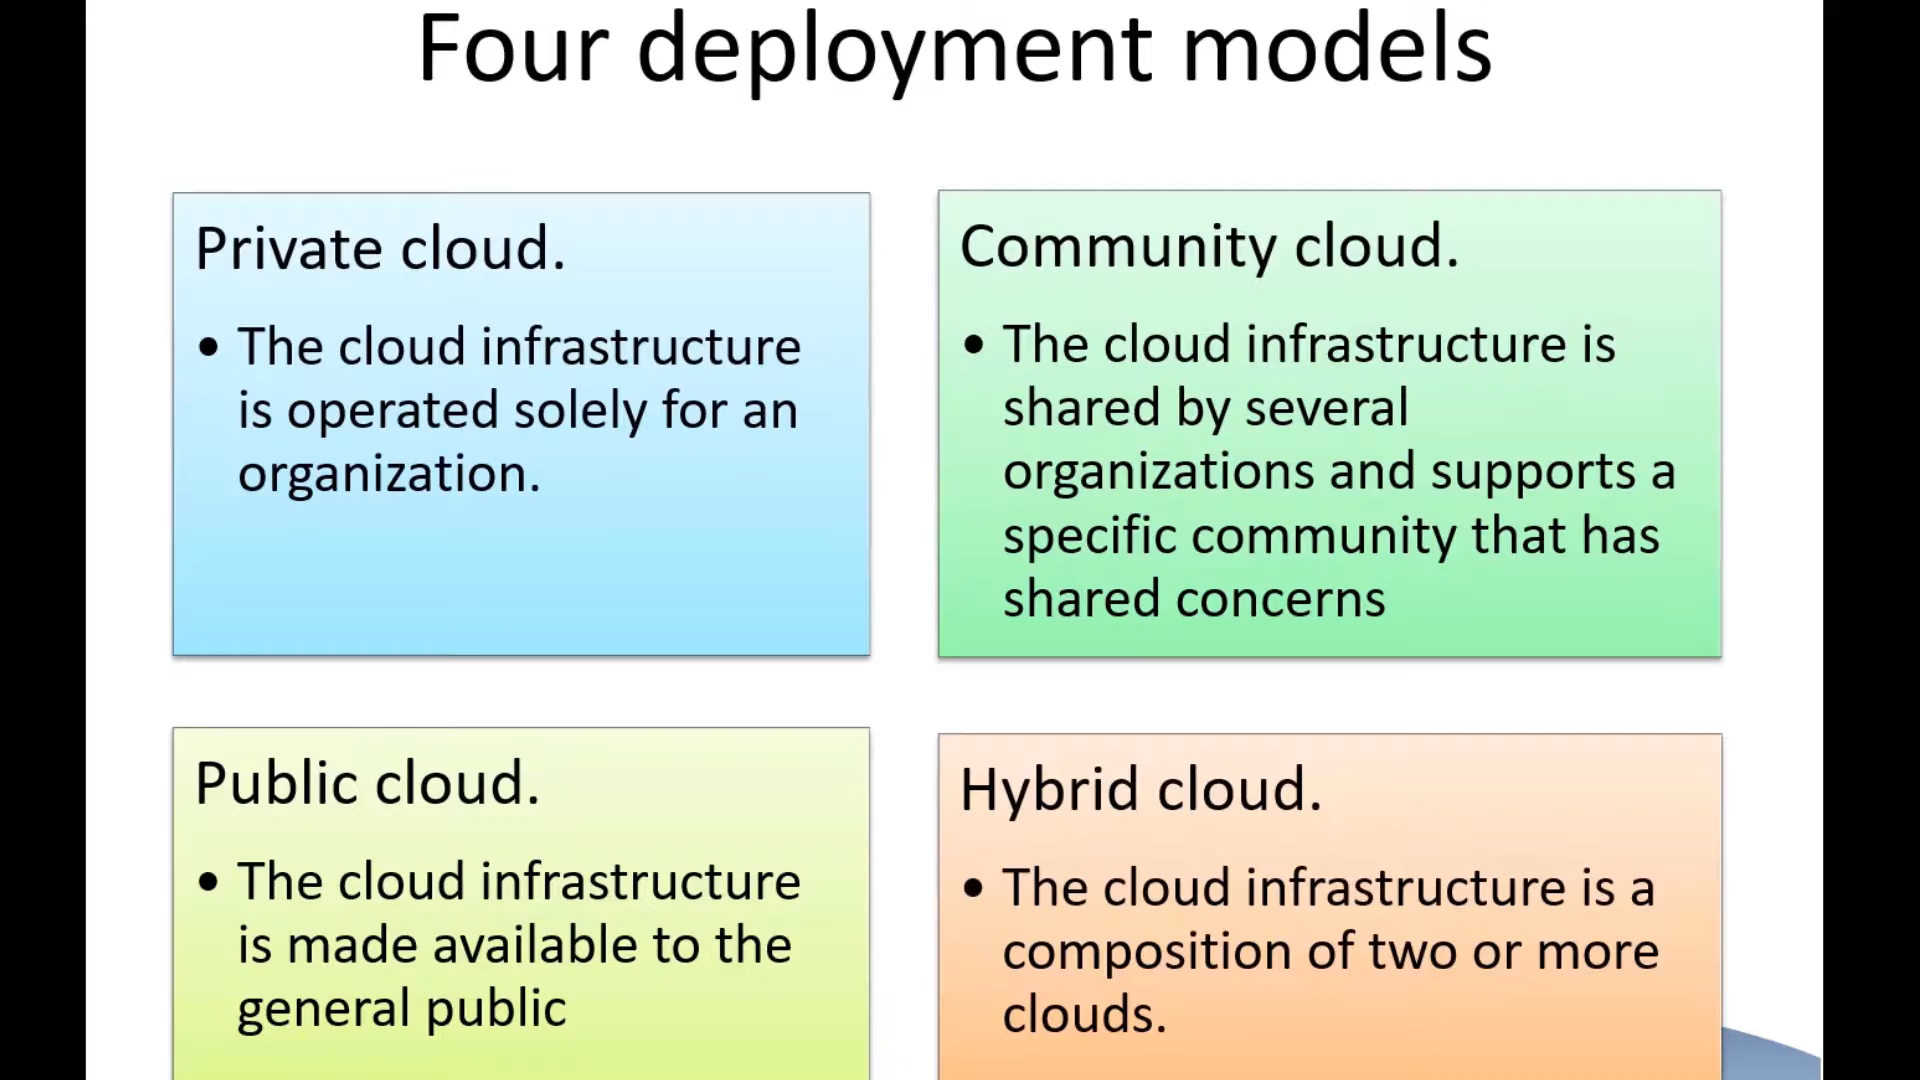 Four deployment models
Private cloud.
• The cloud infrastructure
is operated solely for an
organization.
Community cloud.
• The cloud infrastructure is
shared by several
organizations and supports a
specific community that has
shared concerns
Public cloud.
• The cloud infrastructure
is made available to the
general public
Hybrid cloud.
• The cloud infrastructure is a
composition of two or more
clouds.